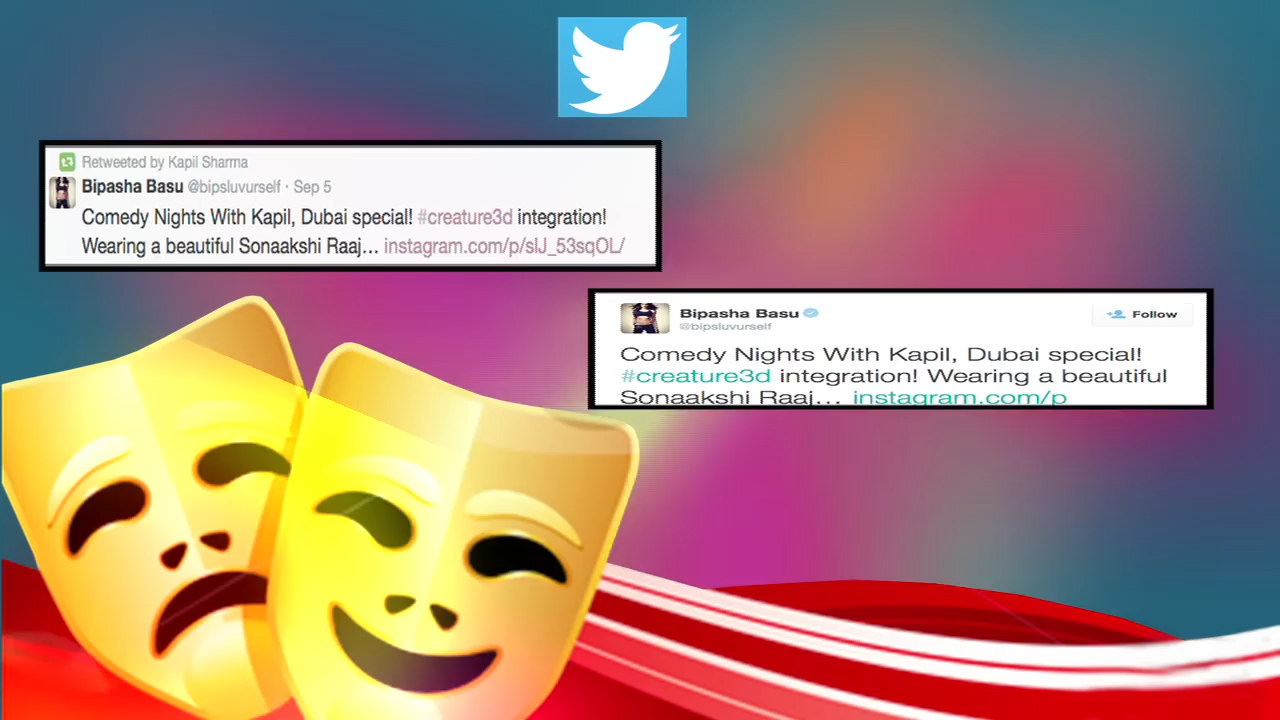 Retweeted by Kapil Sharma
Bipasha Basu @bipsluvurself · Sep 5
Comedy Nights With Kapil, Dubai special! #creature3d integration!
Wearing a beautiful Sonaakshi Raaj... instagram.com/p/slJ_53sqOL/
Bipasha Basu
Follow
@bipsluvurself
Comedy Nights With Kapil, Dubai special!
#creature3d integration! Wearing a beautiful
Sonaakshi Raaj... instagram.com/p